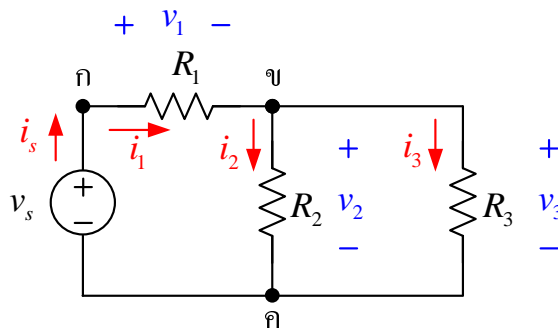 + v₁ −
ก R₁ ข
iₛ i₁ i₂ i₃
vₛ + − R₂ + v₂ − R₃ + v₃ −
ค